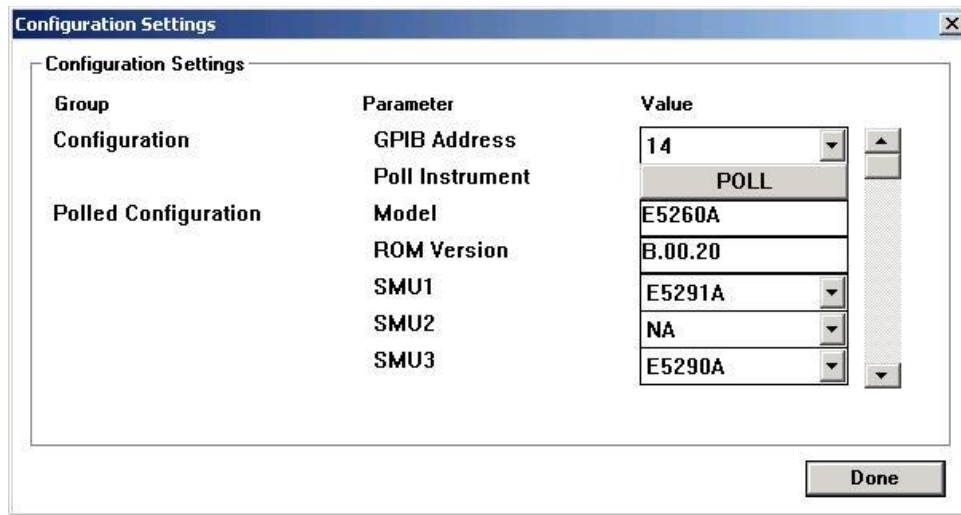 Configuration Settings
Configuration Settings
Group Parameter Value
Configuration GPIB Address 14
Poll Instrument POLL
Polled Configuration Model E5260A
ROM Version B.00.20
SMU1 E5291A
SMU2 NA
SMU3 E5290A
Done